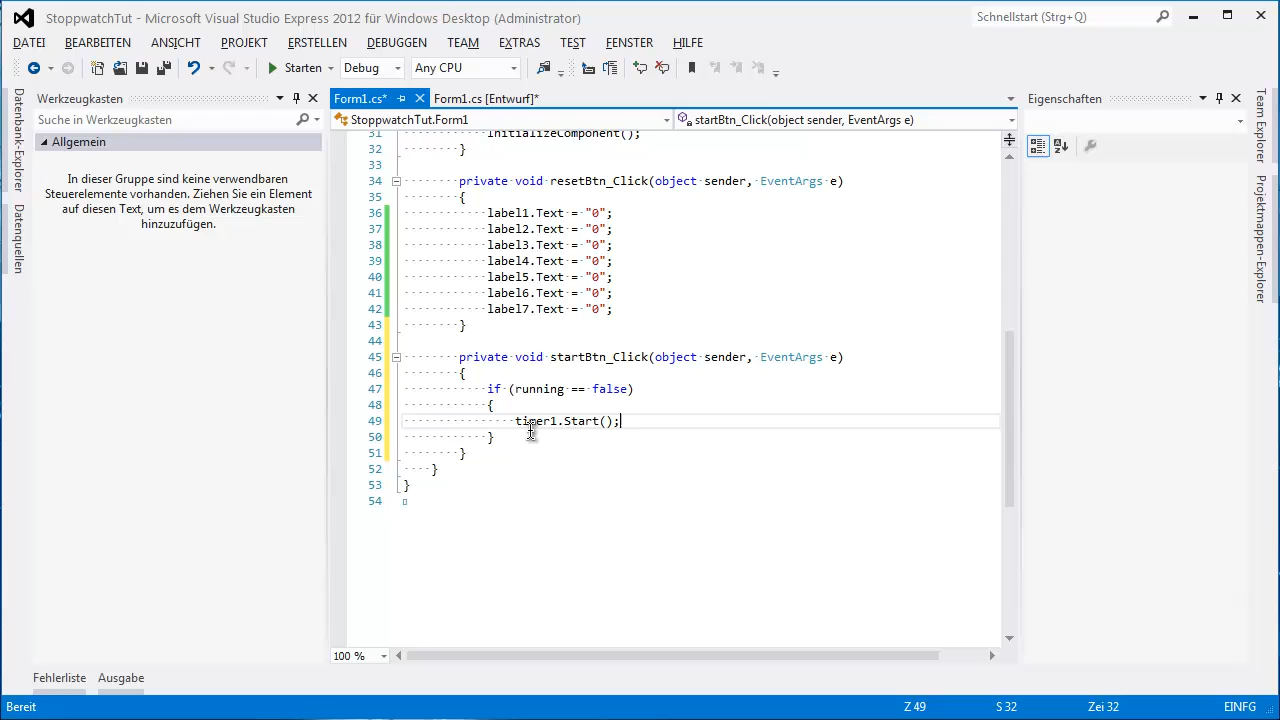 StoppwatchTut - Microsoft Visual Studio Express 2012 für Windows Desktop (Administrator)
Schnellstart (Strg+Q)
DATEI BEARBEITEN ANSICHT PROJEKT ERSTELLEN DEBUGGEN TEAM EXTRAS TEST FENSTER HILFE
Starten Debug Any CPU
Datenbank-Explorer
Datenquellen
Werkzeugkasten
Suche in Werkzeugkasten
Allgemein
In dieser Gruppe sind keine verwendbaren
Steuerelemente vorhanden. Ziehen Sie ein Element
auf diesen Text, um es dem Werkzeugkasten
hinzuzufügen.
Form1.cs* Form1.cs [Entwurf]*
StoppwatchTut.Form1 startBtn_Click(object sender, EventArgs e)
31 InitializeComponent();
32 }
33
34 private void resetBtn_Click(object sender, EventArgs e)
35 {
36 label1.Text = "0";
37 label2.Text = "0";
38 label3.Text = "0";
39 label4.Text = "0";
40 label5.Text = "0";
41 label6.Text = "0";
42 label7.Text = "0";
43 }
44
45 private void startBtn_Click(object sender, EventArgs e)
46 {
47 if (running == false)
48 {
49 timer1.Start();
50 }
51 }
52 }
53 }
54
100 %
Eigenschaften
Team Explorer
Projektmappen-Explorer
Fehlerliste Ausgabe
Bereit Z 49 S 32 Zei 32 EINFG